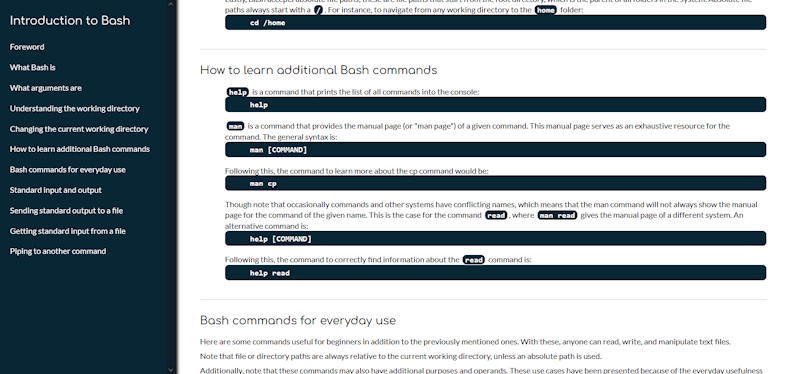 Introduction to Bash
Foreword
What Bash Is
What arguments are
Understanding the working directory
Changing the current working directory
How to learn additional Bash commands
Bash commands for everyday use
Standard input and output
Sending standard output to a file
Getting standard input from a file
Piping to another command
paths always start with a / . For instance, to navigate from any working directory to the home folder:
cd /home
How to learn additional Bash commands
help is a command that prints the list of all commands into the console:
help
man is a command that provides the manual page (or "man page") of a given command. This manual page serves as an exhaustive resource for the
command. The general syntax is:
man [COMMAND]
Following this, the command to learn more about the cp command would be:
man cp
Though note that occasionally commands and other systems have conflicting names, which means that the man command will not always show the manual
page for the command of the given name. This is the case for the command read , where man read gives the manual page of a different system. An
alternative command is:
help [COMMAND]
Following this, the command to correctly find information about the read command is:
help read
Bash commands for everyday use
Here are some commands useful for beginners in addition to the previously mentioned ones. With these, anyone can read, write, and manipulate text files.
Note that file or directory paths are always relative to the current working directory, unless an absolute path is used.
Additionally, note that these commands may also have additional purposes and operands. These use cases have been presented because of the everyday usefulness